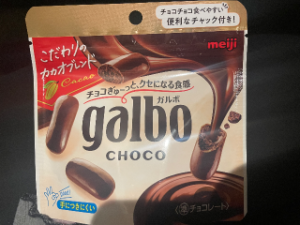 チョコチョコ食べやすい
便利なチャック付き!
meiji
こだわりの
カカオブレンド
Cacao
チョコぎゅーっと、クセになる食感
ガルボ
galbo
CHOCO
手につきにくい
チョコレート